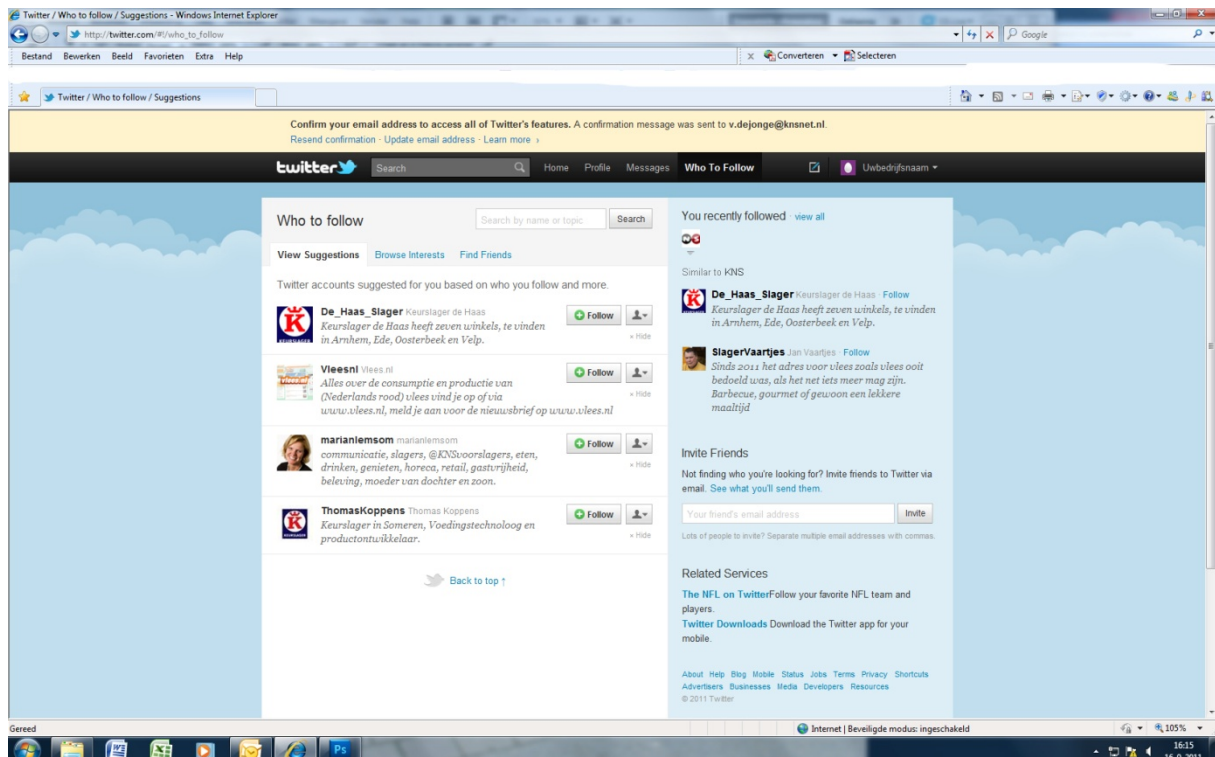 Twitter / Who to follow / Suggestions - Windows Internet Explorer
http://twitter.com/#!/who_to_follow
Google
Bestand Bewerken Beeld Favorieten Extra Help
x Converteren Selecteren
Twitter / Who to follow / Suggestions
Confirm your email address to access all of Twitter's features. A confirmation message was sent to v.dejonge@knsnet.nl.
Resend confirmation · Update email address · Learn more ›
twitter Search Home Profile Messages Who To Follow Uwbedrijfsnaam
Who to follow
Search by name or topic Search
View Suggestions Browse Interests Find Friends
Twitter accounts suggested for you based on who you follow and more.
De_Haas_Slager Keurslager de Haas
Keurslager de Haas heeft zeven winkels, te vinden
in Arnhem, Ede, Oosterbeek en Velp.
Follow
× Hide
K
KEURSLAGER
Vleesnl Vlees.nl
Alles over de consumptie en productie van
(Nederlands rood) vlees vind je op of via
www.vlees.nl, meld je aan voor de nieuwsbrief op www.vlees.nl
Follow
× Hide
marianlemsom marianlemsom
communicatie, slagers, @KNSvoorslagers, eten,
drinken, genieten, horeca, retail, gastvrijheid,
beleving, moeder van dochter en zoon.
Follow
× Hide
ThomasKoppens Thomas Koppens
Keurslager in Someren, Voedingstechnoloog en
productontwikkelaar.
Follow
× Hide
K
Back to top ↑
You recently followed · view all
Similar to KNS
De_Haas_Slager Keurslager de Haas · Follow
Keurslager de Haas heeft zeven winkels, te vinden
in Arnhem, Ede, Oosterbeek en Velp.
K
SlagerVaartjes Jan Vaartjes · Follow
Sinds 2011 het adres voor vlees zoals vlees ooit
bedoeld was, als het net iets meer mag zijn.
Barbecue, gourmet of gewoon een lekkere
maaltijd
Invite Friends
Not finding who you're looking for? Invite friends to Twitter via
email. See what you'll send them.
Your friend's email address Invite
Lots of people to invite? Separate multiple email addresses with commas.
Related Services
The NFL on TwitterFollow your favorite NFL team and
players.
Twitter Downloads Download the Twitter app for your
mobile.
About Help Blog Mobile Status Jobs Terms Privacy Shortcuts
Advertisers Businesses Media Developers Resources
© 2011 Twitter
Gereed
Internet | Beveiligde modus: ingeschakeld
105%
Ps
16:15
16-9-2011